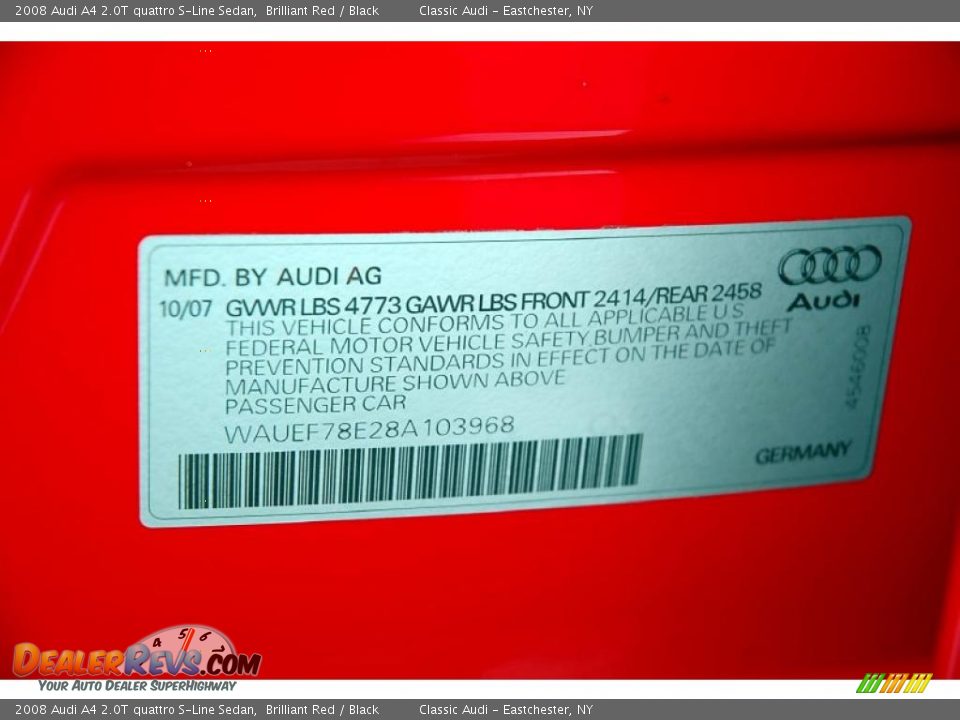 2008 Audi A4 2.0T quattro S-Line Sedan, Brilliant Red / Black Classic Audi - Eastchester, NY
MFD. BY AUDI AG
10/07 GVWR LBS 4773 GAWR LBS FRONT 2414/REAR 2458
THIS VEHICLE CONFORMS TO ALL APPLICABLE U S
FEDERAL MOTOR VEHICLE SAFETY,BUMPER AND THEFT
PREVENTION STANDARDS IN EFFECT ON THE DATE OF
MANUFACTURE SHOWN ABOVE
PASSENGER CAR
WAUEF78E28A103968
Audi
4546008
GERMANY
4 5 6
DEALERREVS.COM
YOUR AUTO DEALER SUPERHIGHWAY
2008 Audi A4 2.0T quattro S-Line Sedan, Brilliant Red / Black Classic Audi - Eastchester, NY